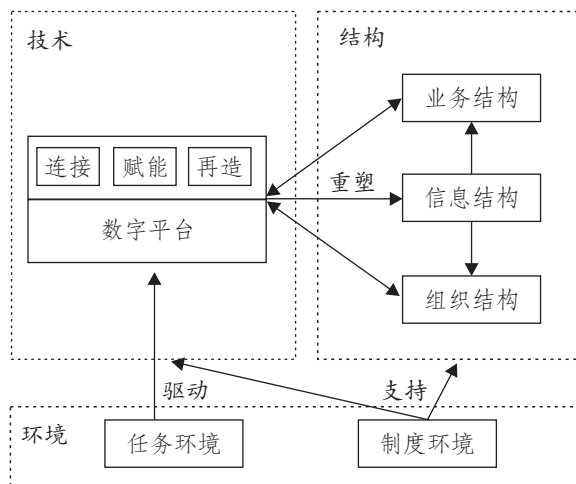 技术
结构
业务结构
连接 赋能 再造
重塑
信息结构
数字平台
组织结构
驱动
支持
环境
任务环境
制度环境